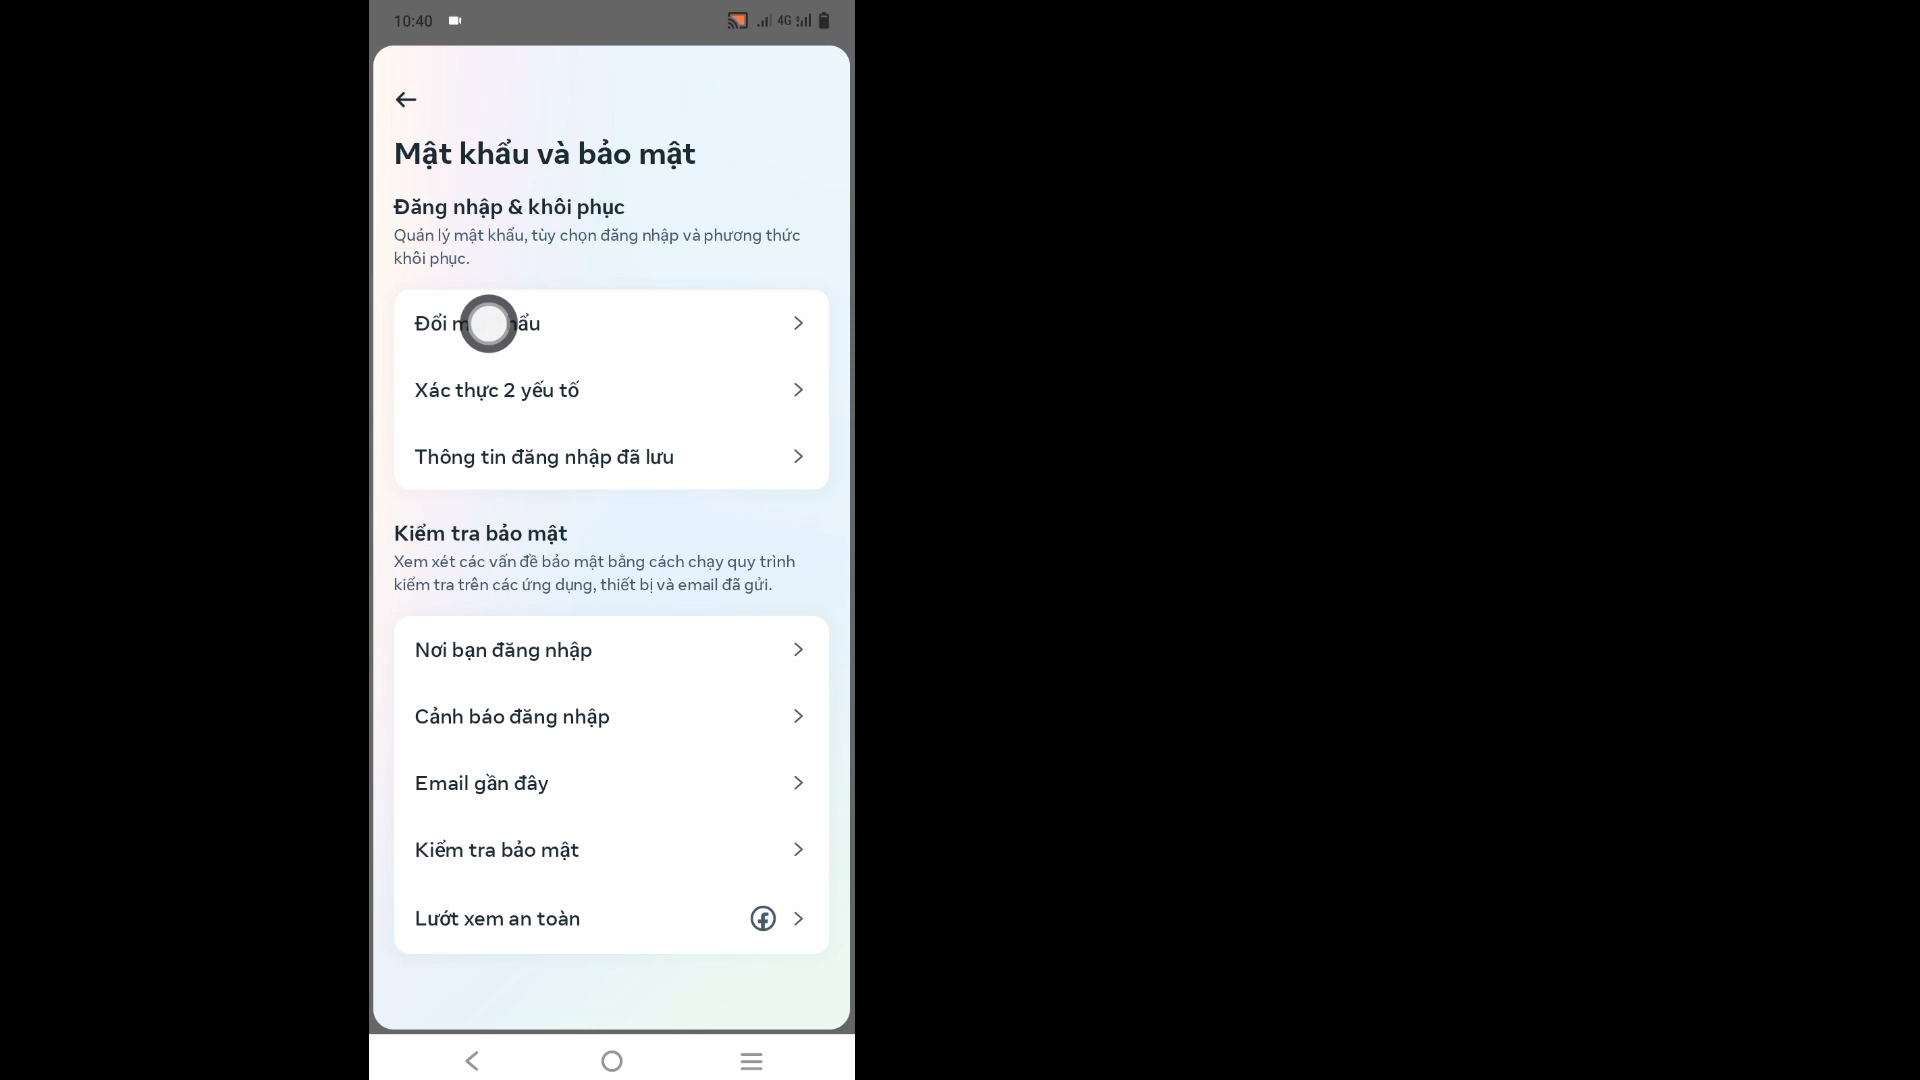 10:40
4G
Mật khẩu và bảo mật
Đăng nhập & khôi phục
Quản lý mật khẩu, tùy chọn đăng nhập và phương thức
khôi phục.
Đổi
Xác thực 2 yếu tố
Thông tin đăng nhập đã lưu
Kiểm tra bảo mật
Xem xét các vấn đề bảo mật bằng cách chạy quy trình
kiểm tra trên các ứng dụng, thiết bị và email đã gửi.
Nơi bạn đăng nhập
Cảnh báo đăng nhập
Email gần đây
Kiểm tra bảo mật
Lướt xem an toàn